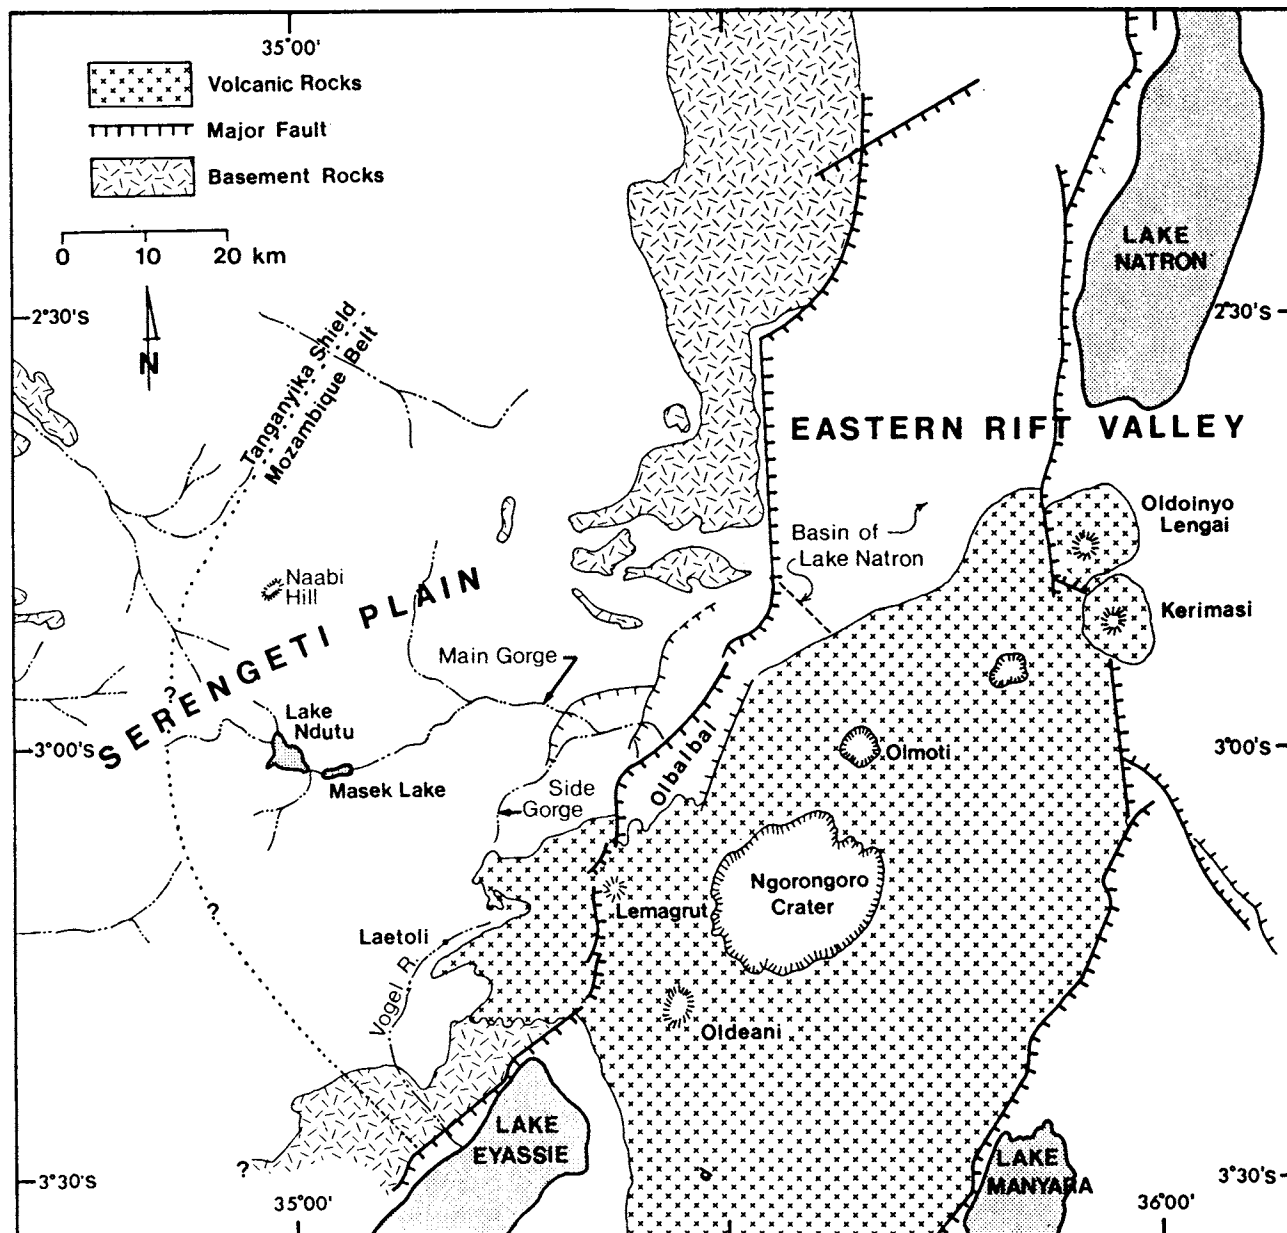 35°00'
Volcanic Rocks
Major Fault
Basement Rocks
0 10 20 km
N
2°30'S
2°30'S
LAKE
NATRON
Tanganyika Shield
Mozambique Belt
EASTERN RIFT VALLEY
Oldoinyo
Lengai
Basin of
Lake Natron
Naabi
Hill
Kerimasi
SERENGETI PLAIN
Main Gorge
?
Lake
Ndutu
3°00'S
3°00'S
Olbalbal
Olmoti
Masek Lake
Side
Gorge
Ngorongoro
Crater
Lemagrut
?
Laetoli
Vogel R.
Oldeani
LAKE
EYASSIE
?
LAKE
MANYARA
3°30'S
3°30'S
35°00'
36°00'